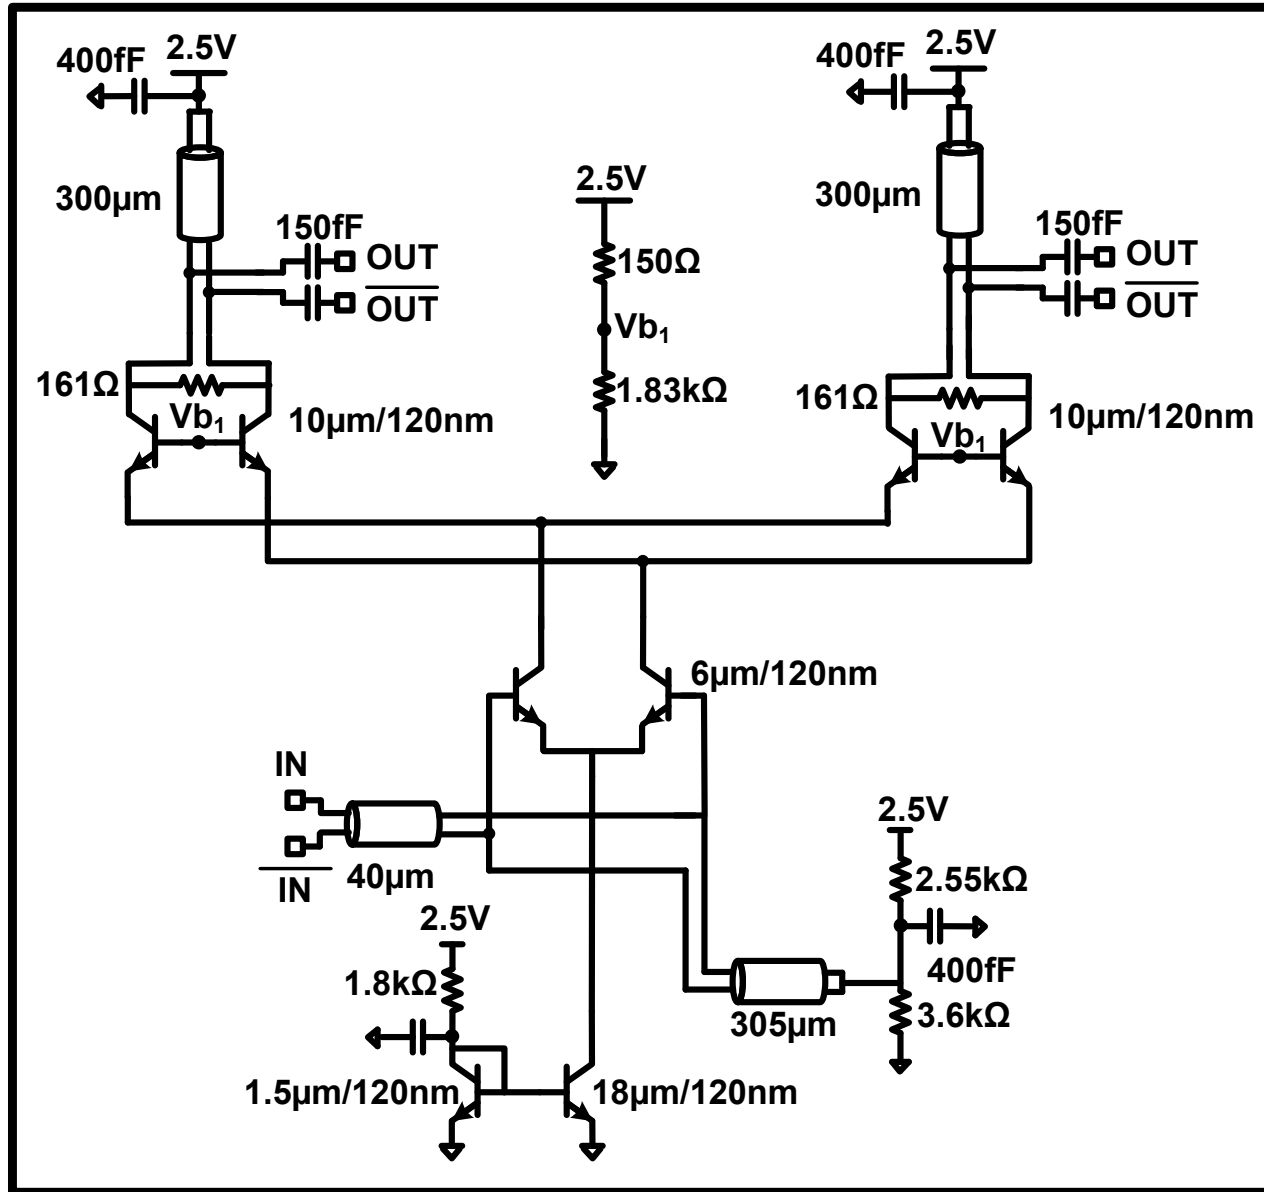 400fF
2.5V
300µm
150fF
OUT
OUT
161Ω
Vb1
10µm/120nm
2.5V
150Ω
Vb1
1.83kΩ
400fF
2.5V
300µm
150fF
OUT
OUT
161Ω
Vb1
10µm/120nm
6µm/120nm
IN
IN
40µm
2.5V
1.8kΩ
1.5µm/120nm
18µm/120nm
2.5V
2.55kΩ
400fF
3.6kΩ
305µm